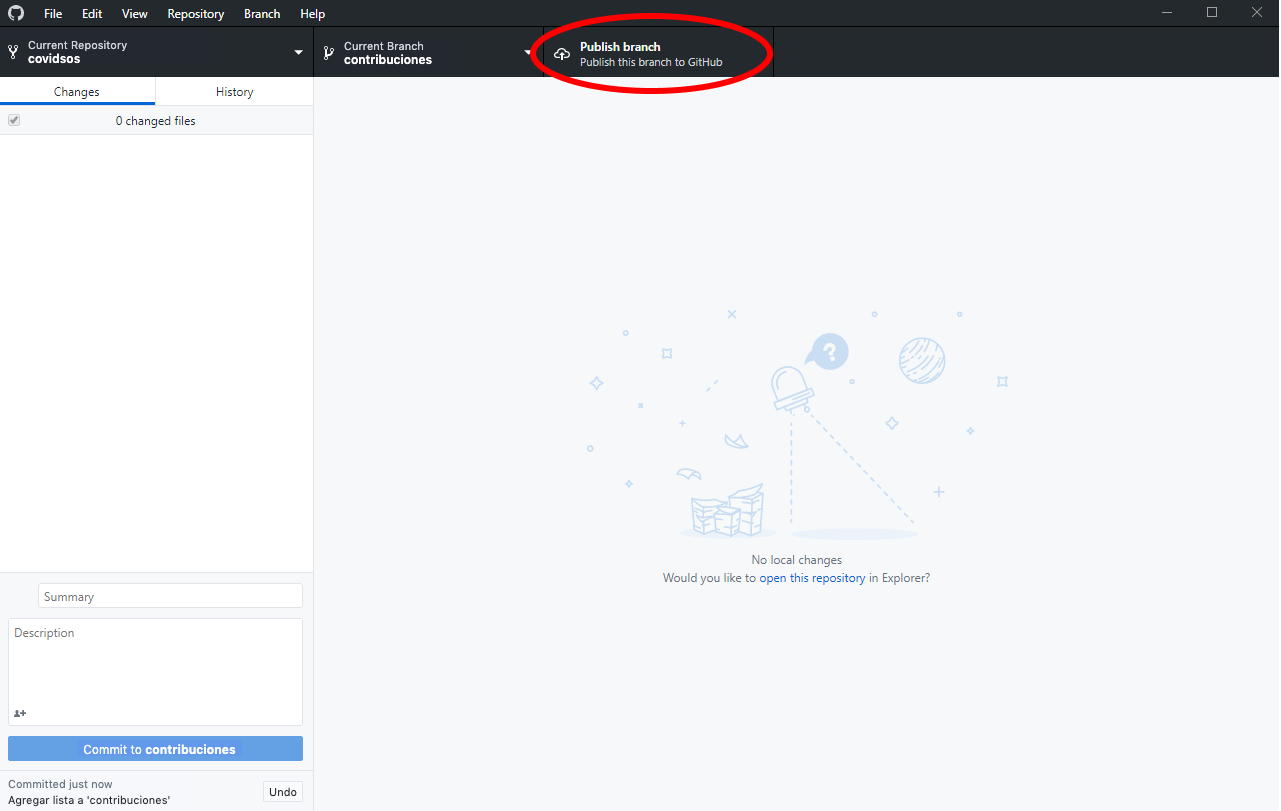 File Edit View Repository Branch Help
Current Repository
covidsos
Current Branch
contribuciones
Publish branch
Publish this branch to GitHub
Changes
History
0 changed files
?
No local changes
Would you like to open this repository in Explorer?
Summary
Description
Commit to contribuciones
Committed just now
Agregar lista a 'contribuciones'
Undo